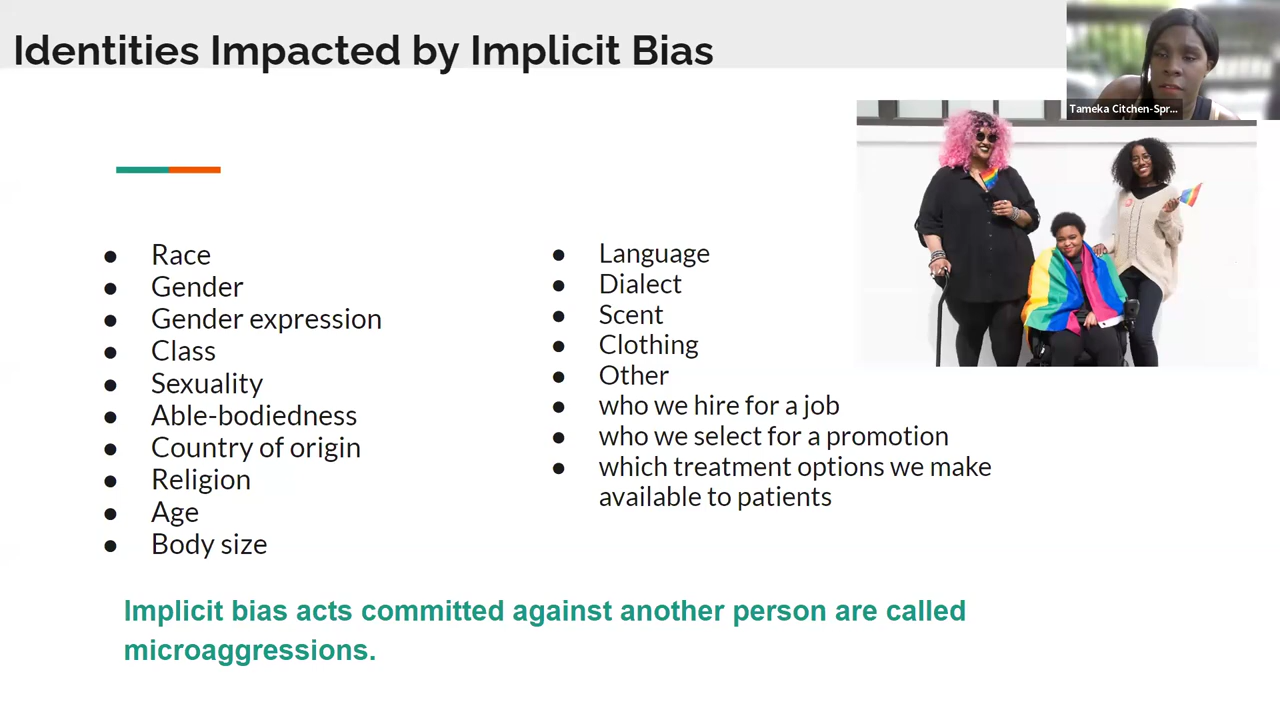 Identities Impacted by Implicit Bias
Tameka Citchen-Spr...
● Race
● Gender
● Gender expression
● Class
● Sexuality
● Able-bodiedness
● Country of origin
● Religion
● Age
● Body size
● Language
● Dialect
● Scent
● Clothing
● Other
● who we hire for a job
● who we select for a promotion
● which treatment options we make
available to patients
Implicit bias acts committed against another person are called
microaggressions.